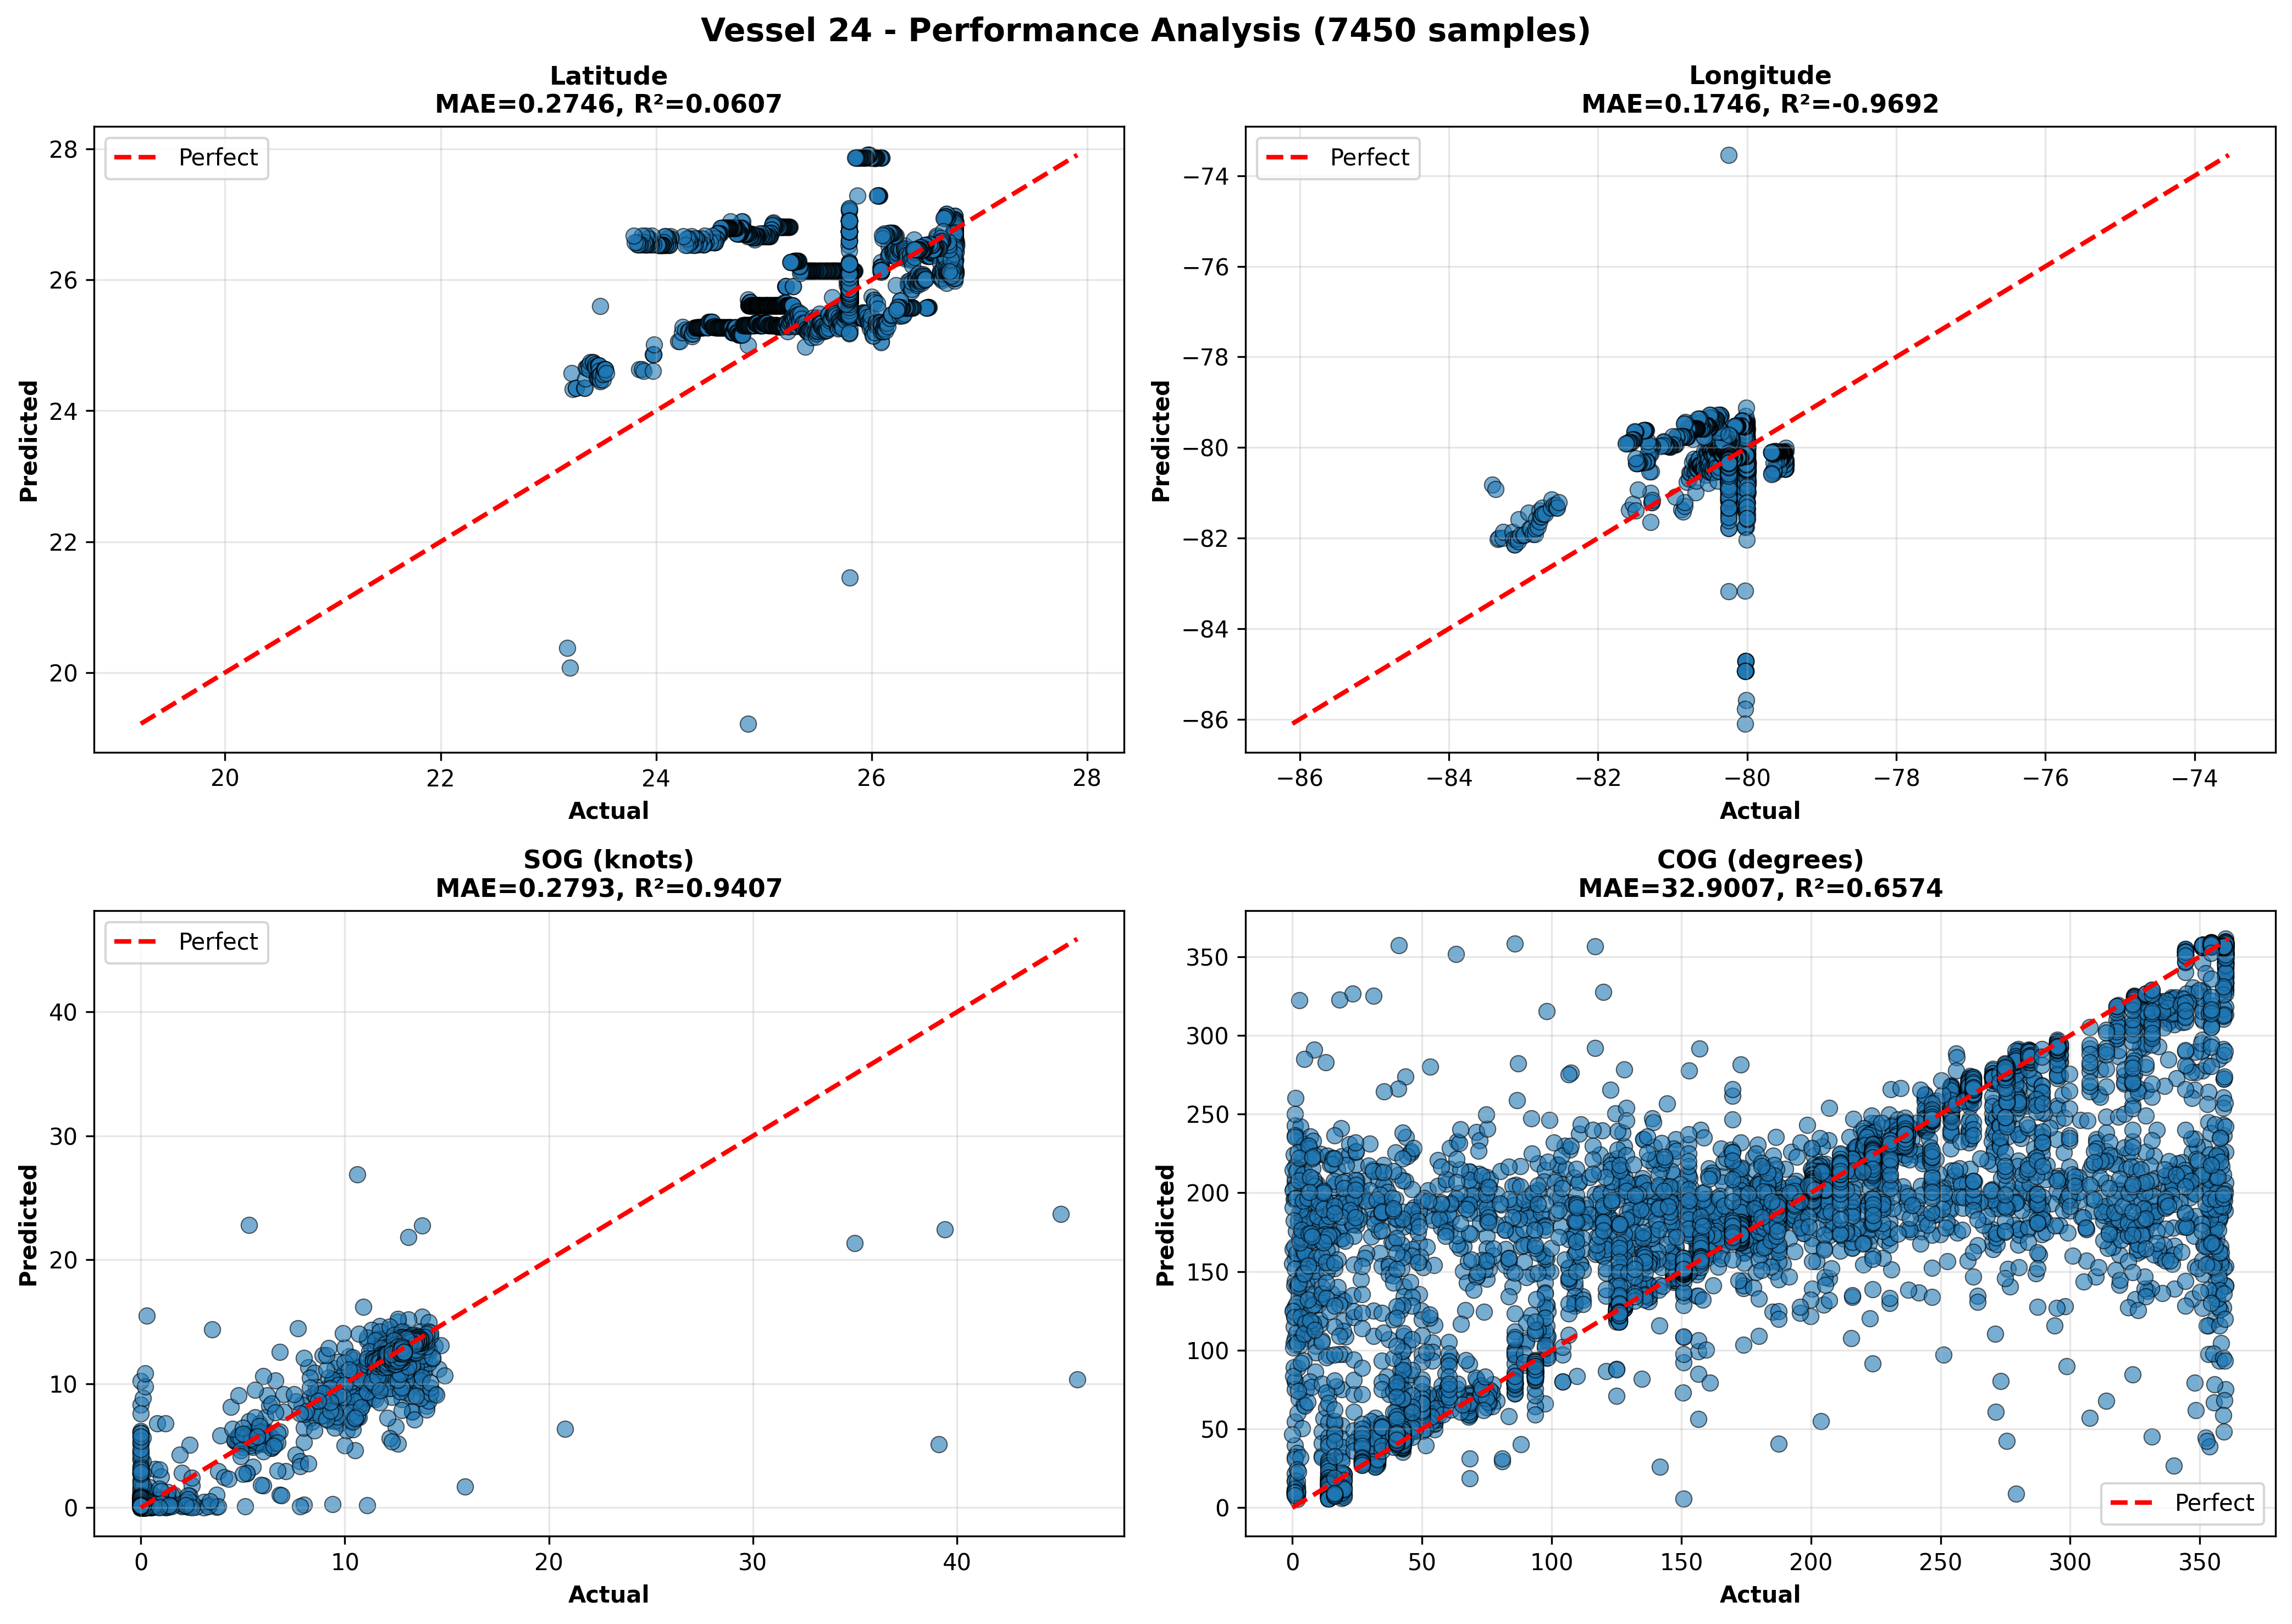 Vessel 24 - Performance Analysis (7450 samples)
Latitude
MAE=0.2746, R²=0.0607
Perfect
28
26
24
22
20
Predicted
20 22 24 26 28
Actual
Longitude
MAE=0.1746, R²=-0.9692
Perfect
−74
−76
−78
−80
−82
−84
−86
Predicted
−86 −84 −82 −80 −78 −76 −74
Actual
SOG (knots)
MAE=0.2793, R²=0.9407
Perfect
40
30
20
10
0
Predicted
0 10 20 30 40
Actual
COG (degrees)
MAE=32.9007, R²=0.6574
350
300
250
200
150
100
50
0
Predicted
Perfect
0 50 100 150 200 250 300 350
Actual